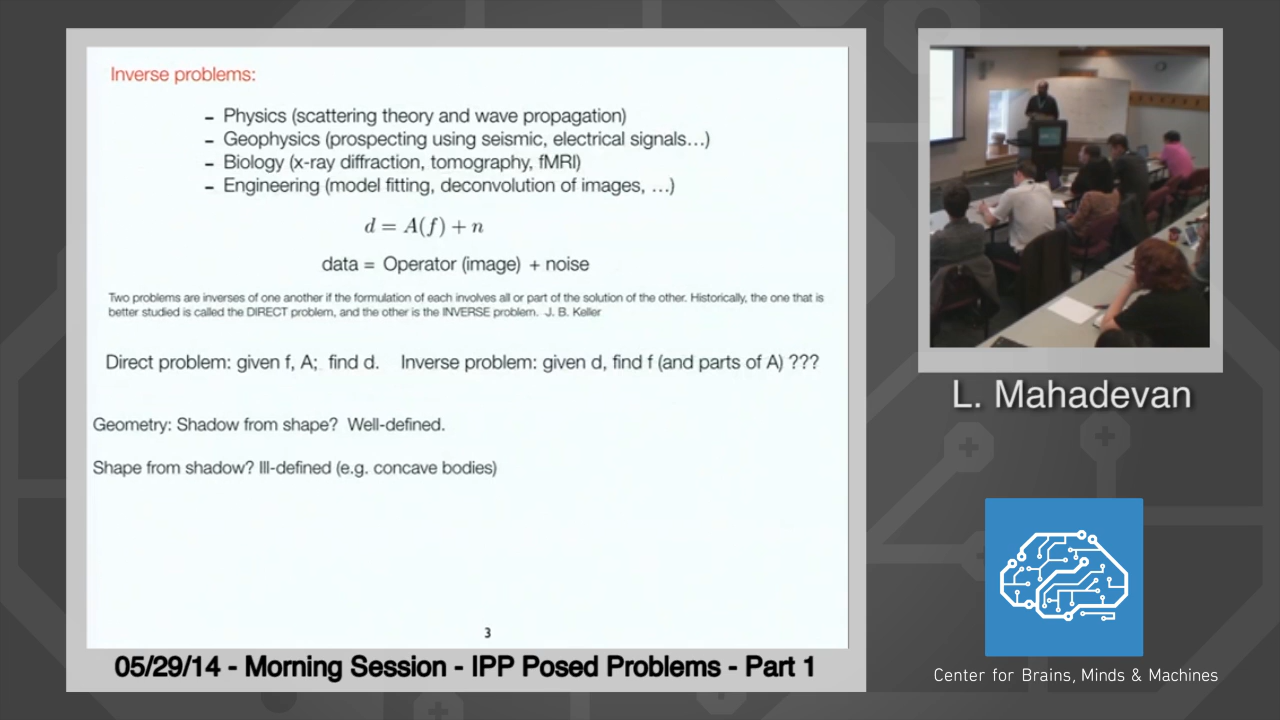 Inverse problems:
– Physics (scattering theory and wave propagation)
– Geophysics (prospecting using seismic, electrical signals…)
– Biology (x-ray diffraction, tomography, fMRI)
– Engineering (model fitting, deconvolution of images, …)
d = A(f) + n
data = Operator (image) + noise
Two problems are inverses of one another if the formulation of each involves all or part of the solution of the other. Historically, the one that is
better studied is called the DIRECT problem, and the other is the INVERSE problem. J. B. Keller
Direct problem: given f, A; find d. Inverse problem: given d, find f (and parts of A) ???
Geometry: Shadow from shape? Well-defined.
Shape from shadow? Ill-defined (e.g. concave bodies)
3
05/29/14 - Morning Session - IPP Posed Problems - Part 1
L. Mahadevan
Center for Brains, Minds & Machines